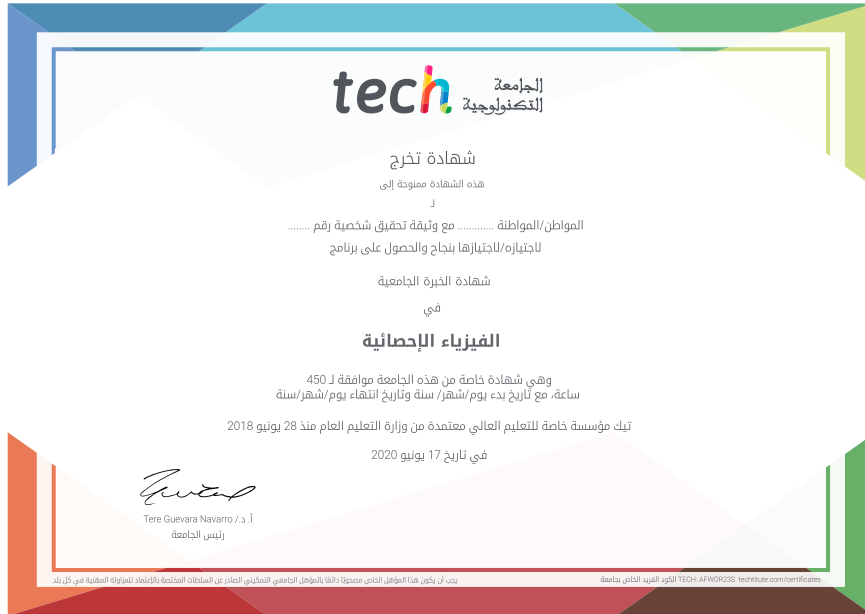 tech الجامعة
التكنولوجية
شهادة تخرج
هذه الشهادة ممنوحة إلى
لـ
المواطن/المواطنة ............ مع وثيقة تحقيق شخصية رقم ........
لاجتيازه/لاجتيازها بنجاح والحصول على برنامج
شهادة الخبرة الجامعية
في
الفيزياء الإحصائية
وهي شهادة خاصة من هذه الجامعة موافقة لـ 450
ساعة، مع تاريخ بدء يوم/شهر/ سنة وتاريخ انتهاء يوم/شهر/سنة
تيك مؤسسة خاصة للتعليم العالي معتمدة من وزارة التعليم العام منذ 28 يونيو 2018
في تاريخ 17 يونيو 2020
أ. د./ Tere Guevara Navarro
رئيس الجامعة
يجب أن يكون هذا المؤهل الخاص مصحوبًا دائمًا بالمؤهل الجامعي التمكيني الصادر عن السلطات المختصة بالإعتماد للمزاولة المهنية في كل بلد.
الكود الفريد الخاص بجامعة TECH: AFWOR23S techtitute.com/certificates